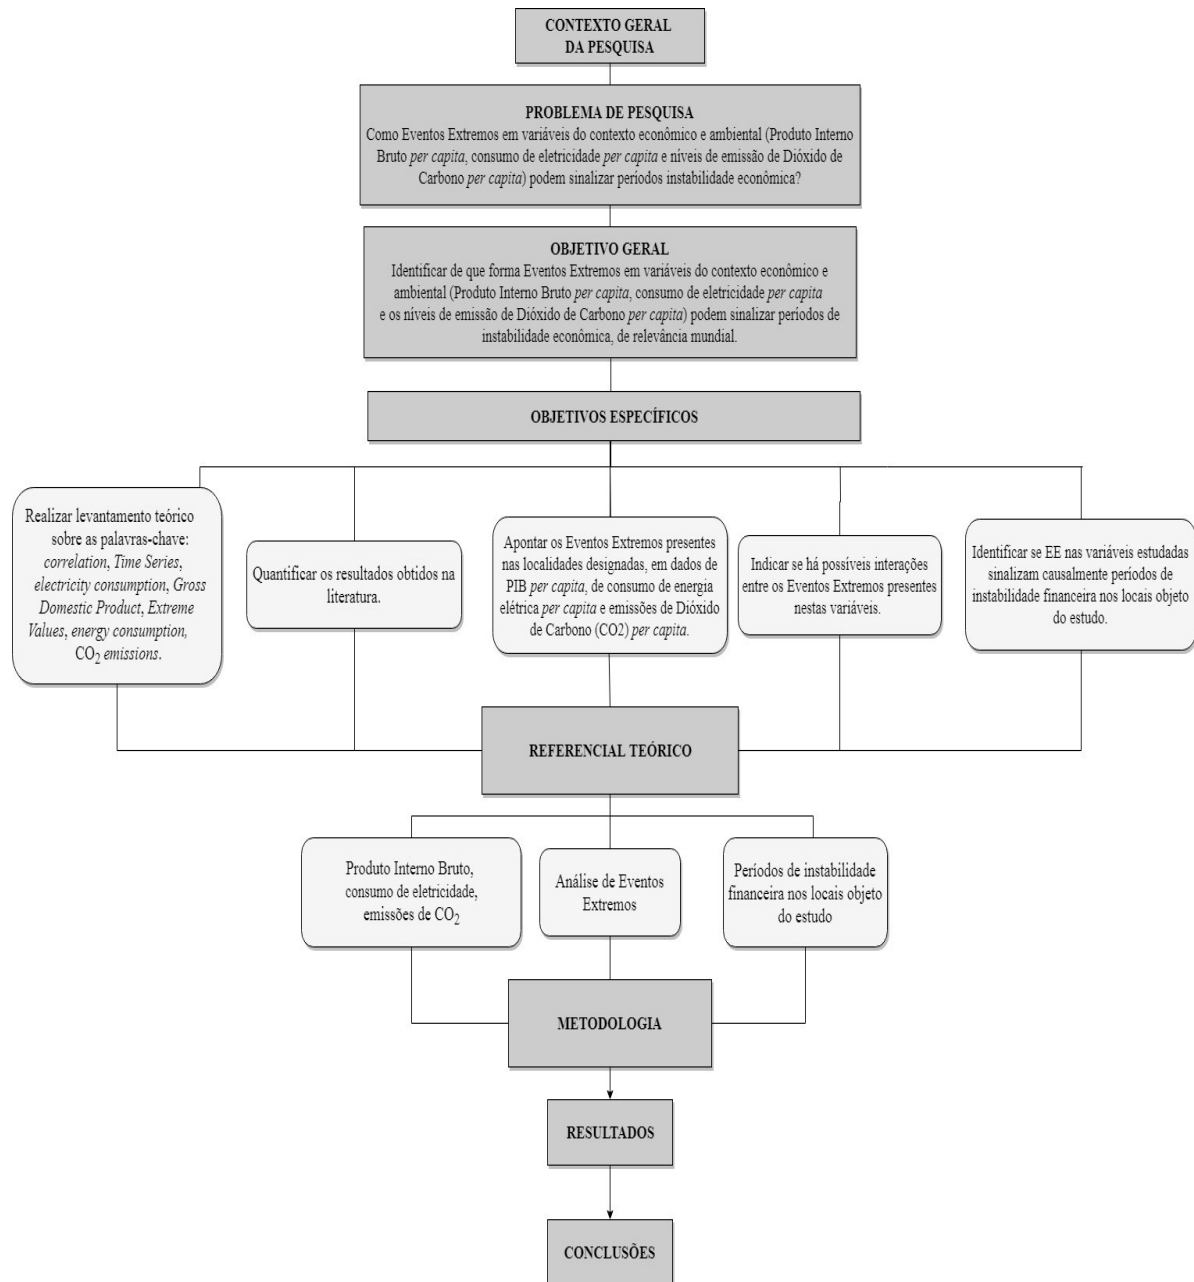 CONTEXTO GERAL
DA PESQUISA
PROBLEMA DE PESQUISA
Como Eventos Extremos em variáveis do contexto econômico e ambiental (Produto Interno
Bruto per capita, consumo de eletricidade per capita e níveis de emissão de Dióxido de
Carbono per capita) podem sinalizar períodos instabilidade econômica?
OBJETIVO GERAL
Identificar de que forma Eventos Extremos em variáveis do contexto econômico e
ambiental (Produto Interno Bruto per capita, consumo de eletricidade per capita
e os níveis de emissão de Dióxido de Carbono per capita) podem sinalizar períodos de
instabilidade econômica, de relevância mundial.
OBJETIVOS ESPECÍFICOS
Realizar levantamento teórico
sobre as palavras-chave:
correlation, Time Series,
electricity consumption, Gross
Domestic Product, Extreme
Values, energy consumption,
CO2 emissions.
Quantificar os resultados obtidos na
literatura.
Apontar os Eventos Extremos presentes
nas localidades designadas, em dados de
PIB per capita, de consumo de energia
elétrica per capita e emissões de Dióxido
de Carbono (CO2) per capita.
Indicar se há possíveis interações
entre os Eventos Extremos presentes
nestas variáveis.
Identificar se EE nas variáveis estudadas
sinalizam causalmente períodos de
instabilidade financeira nos locais objeto
do estudo.
REFERENCIAL TEÓRICO
Produto Interno Bruto,
consumo de eletricidade,
emissões de CO2
Análise de Eventos
Extremos
Períodos de instabilidade
financeira nos locais objeto
do estudo
METODOLOGIA
RESULTADOS
CONCLUSÕES